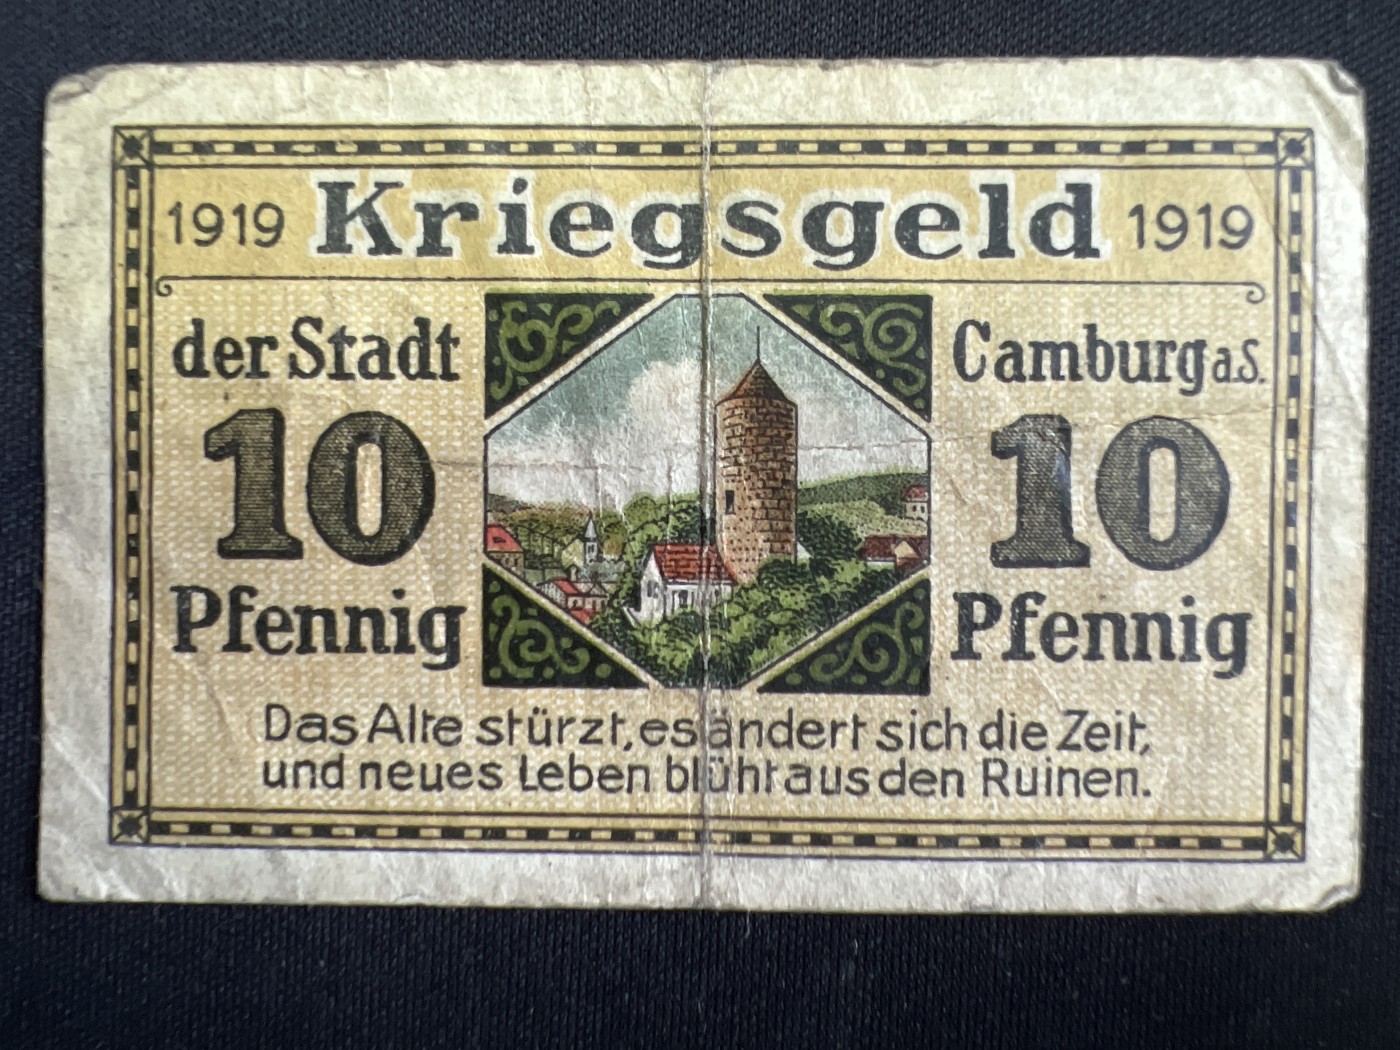 1919 Kriegsgeld 1919
der Stadt Camburg a.S.
10 10
Pfennig Pfennig
Das Alte stürzt, es ändert sich die Zeit,
und neues Leben blüht aus den Ruinen.